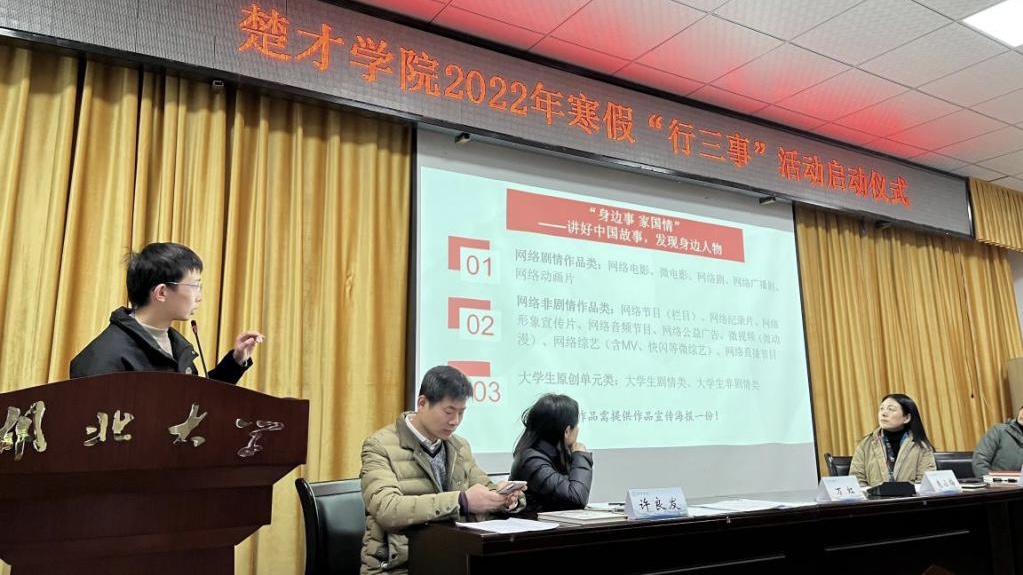 楚才学院2022年寒假“行三事”活动启动仪式
“身边事 家国情”
——讲好中国故事，发现身边人物
01
网络剧情作品类：网络电影、微电影、网络剧、网络广播剧、
网络动画片
02
网络非剧情作品类：网络节目（栏目）、网络纪录片、网络
形象宣传片、网络音频节目、网络公益广告、微视频（微动
漫）、网络综艺（含MV、快闪等微综艺）、网络直播节目
03
大学生原创单元类：大学生剧情类、大学生非剧情类
作品需提供作品宣传海报一份！
湖北大学
许良发